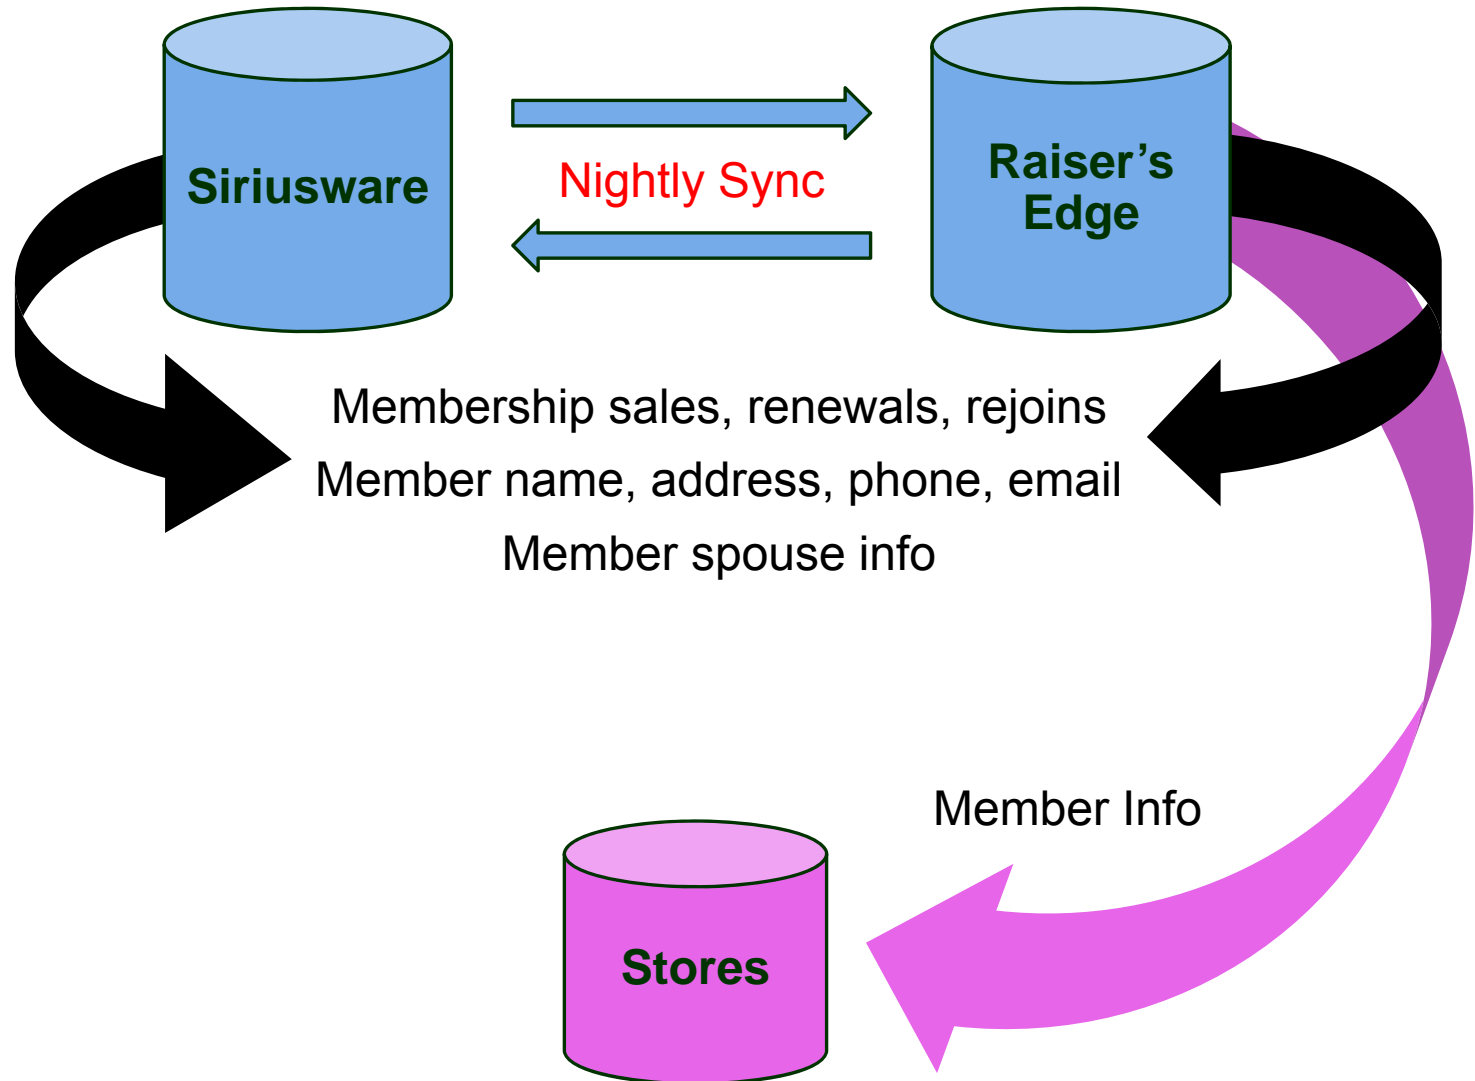 Siriusware
Nightly Sync
Raiser’s
Edge
Membership sales, renewals, rejoins
Member name, address, phone, email
Member spouse info
Member Info
Stores